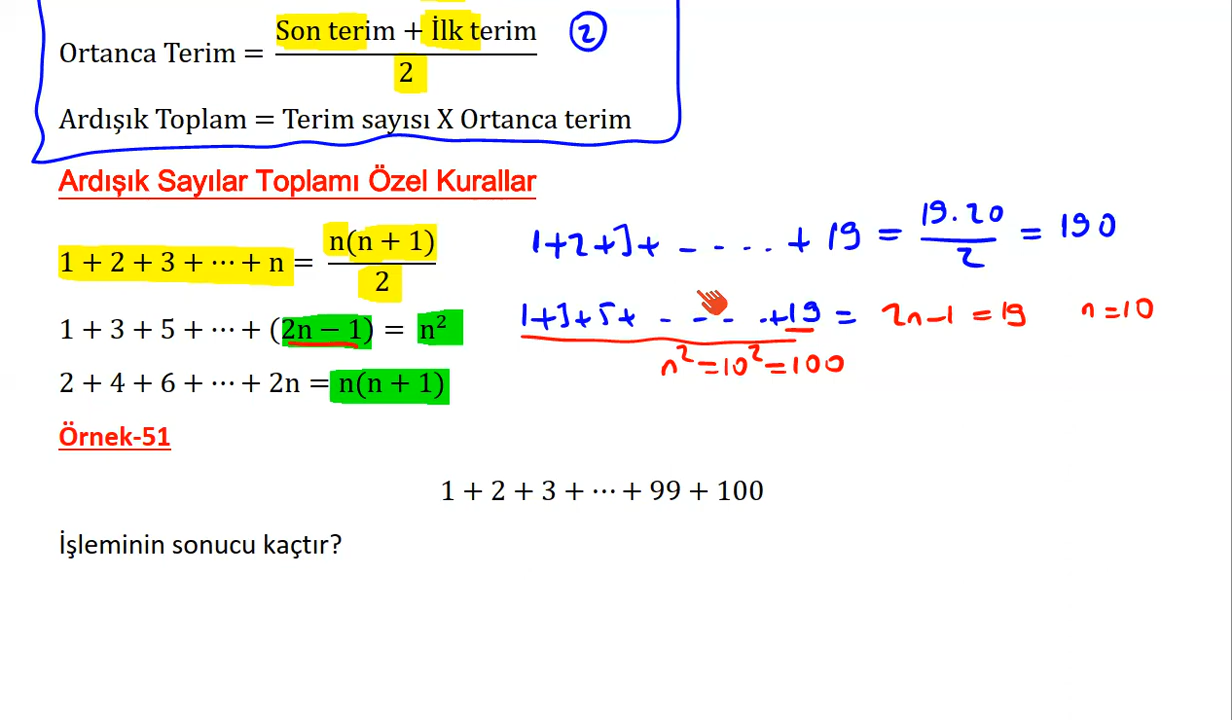 Ortanca Terim = Son terim + İlk terim / 2 ②
Ardışık Toplam = Terim sayısı X Ortanca terim
Ardışık Sayılar Toplamı Özel Kurallar
1 + 2 + 3 + ⋯ + n = n(n + 1) / 2
1+2+3+ - - . . . + 19 = 19.20 / 2 = 190
1 + 3 + 5 + ⋯ + (2n − 1) = n²
1+3+5+ - - - . +19 = 2n-1 = 19 n=10
n² = 10² = 100
2 + 4 + 6 + ⋯ + 2n = n(n + 1)
Örnek-51
1 + 2 + 3 + ⋯ + 99 + 100
İşleminin sonucu kaçtır?